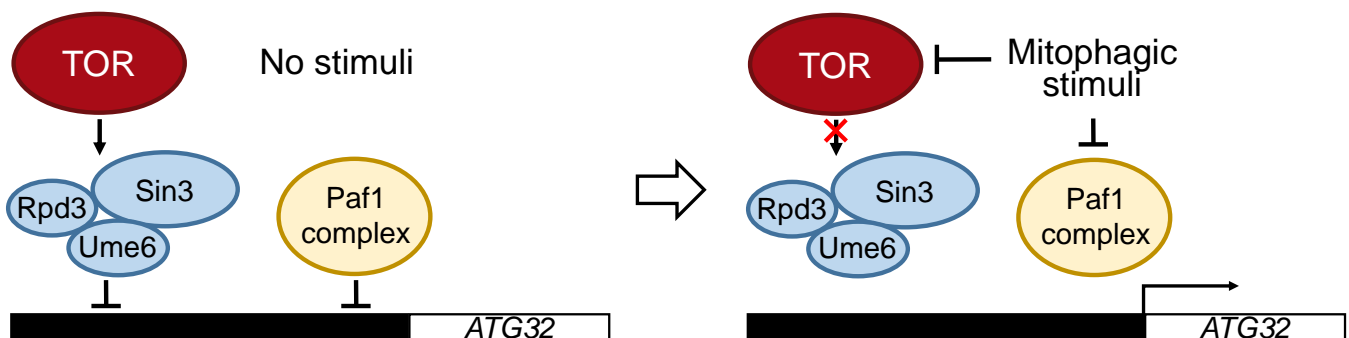 TOR
No stimuli
Rpd3
Sin3
Ume6
Paf1
complex
ATG32
TOR
Mitophagic
stimuli
Rpd3
Sin3
Ume6
Paf1
complex
ATG32